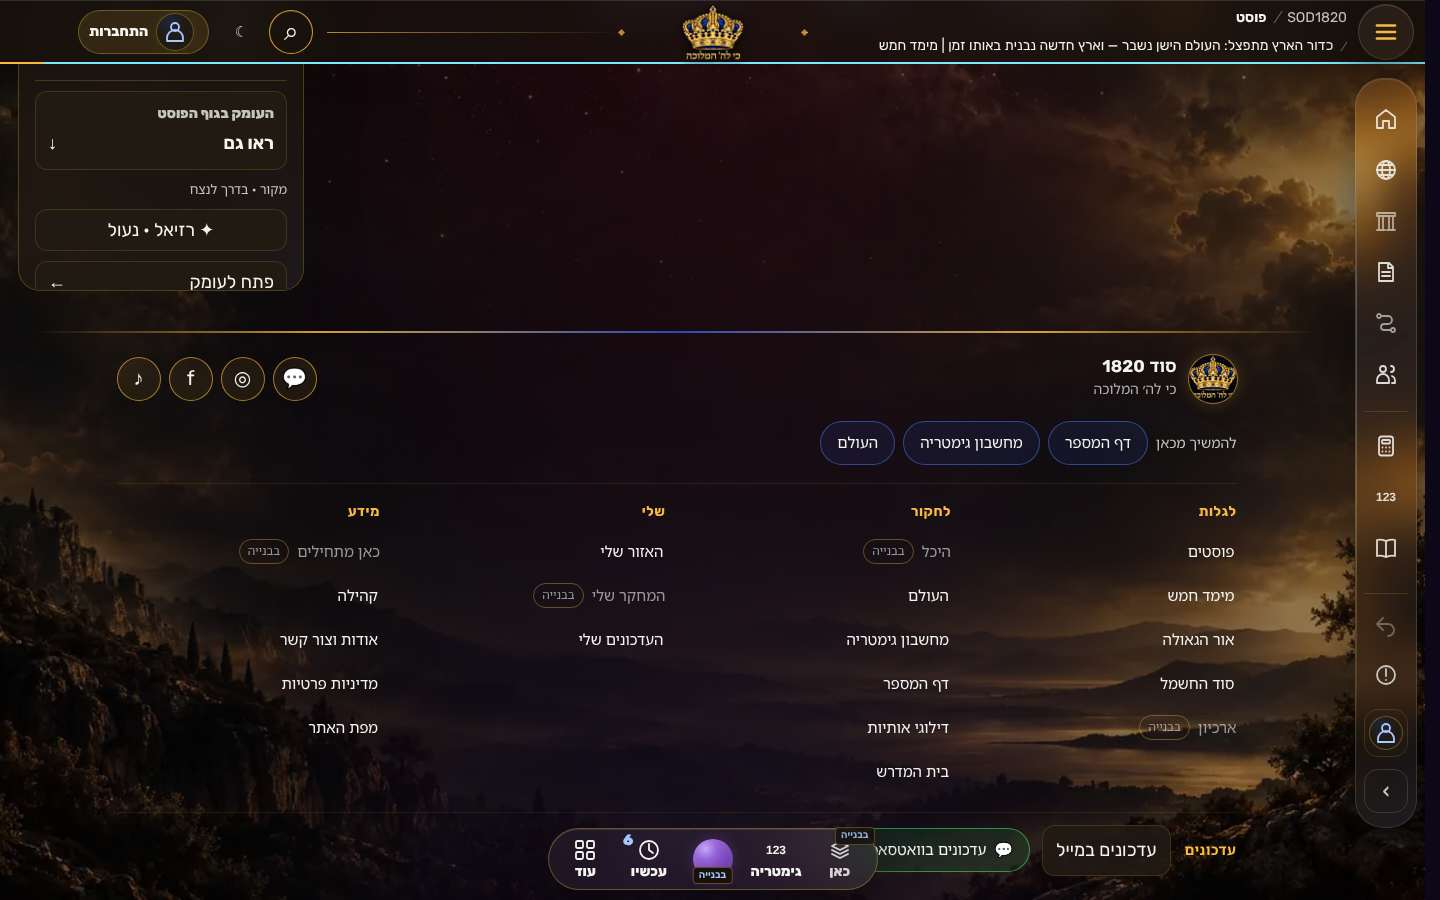 SOD1820 / פוסט
/ כדור הארץ מתפצל: העולם הישן נשבר — וארץ חדשה נבנית באותו זמן | מימד חמש
כי לה' המלוכה
התחברות
העומק בגוף הפוסט
ראו גם ↓
מקור • בדרך לנצח
✦ רזיאל • נעול
פתח לעומק ←
סוד 1820
כי לה׳ המלוכה
להמשיך מכאן
דף המספר
מחשבון גימטריה
העולם
לגלות
פוסטים
מימד חמש
אור הגאולה
סוד החשמל
ארכיון בבנייה
לחקור
היכל בבנייה
העולם
מחשבון גימטריה
דף המספר
דילוגי אותיות
בית המדרש
שלי
האזור שלי
המחקר שלי בבנייה
העדכונים שלי
מידע
כאן מתחילים בבנייה
קהילה
אודות וצור קשר
מדיניות פרטיות
מפת האתר
עדכונים
עדכונים במייל
עדכונים בוואטסאפ
בבנייה
כאן
123
גימטריה
בבנייה
6
עכשיו
עוד
123